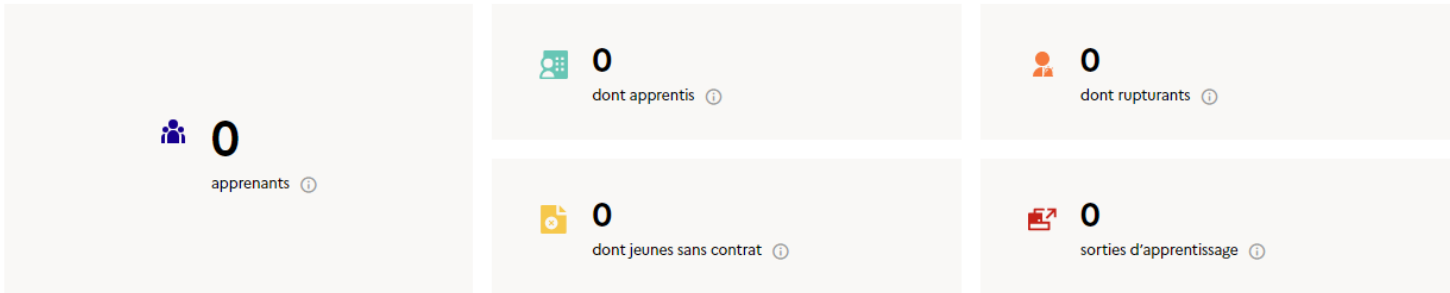 0
apprenants
0
dont apprentis
0
dont rupturants
0
dont jeunes sans contrat
0
sorties d’apprentissage